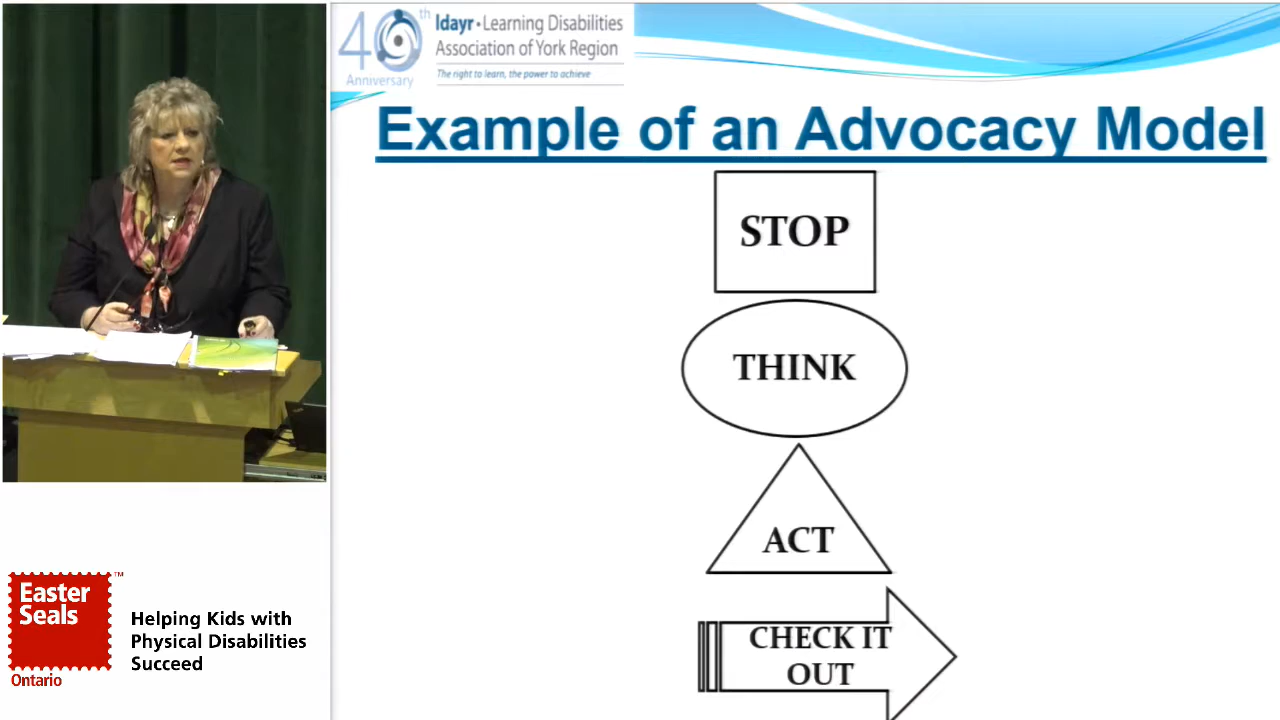 40th
Anniversary
ldayr • Learning Disabilities
Association of York Region
The right to learn, the power to achieve
Example of an Advocacy Model
STOP
THINK
ACT
CHECK IT
OUT
Easter
Seals
™
Ontario
Helping Kids with
Physical Disabilities
Succeed